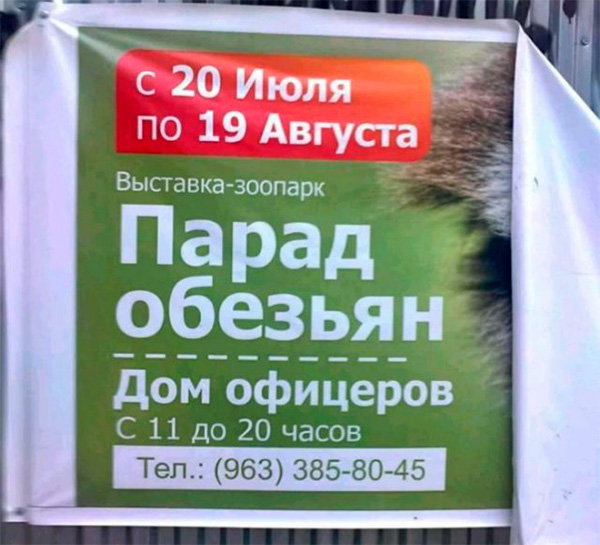 с 20 Июля
по 19 Августа
Выставка-зоопарк
Парад
обезьян
Дом офицеров
С 11 до 20 часов
Тел.: (963) 385-80-45